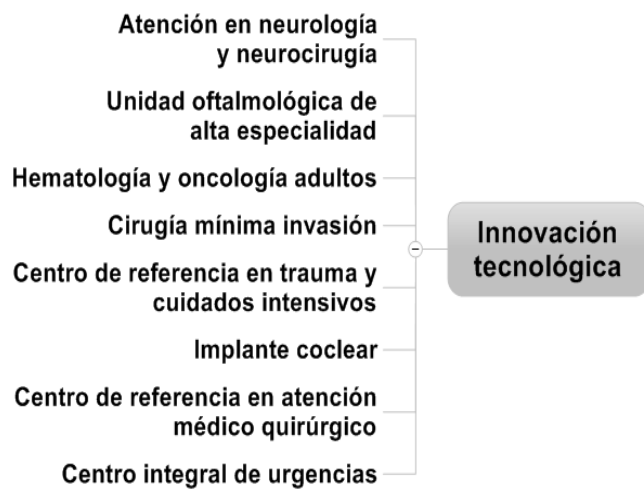 Atención en neurología
y neurocirugía
Unidad oftalmológica de
alta especialidad
Hematología y oncología adultos
Cirugía mínima invasión
Centro de referencia en trauma y
cuidados intensivos
Implante coclear
Centro de referencia en atención
médico quirúrgico
Centro integral de urgencias
Innovación
tecnológica